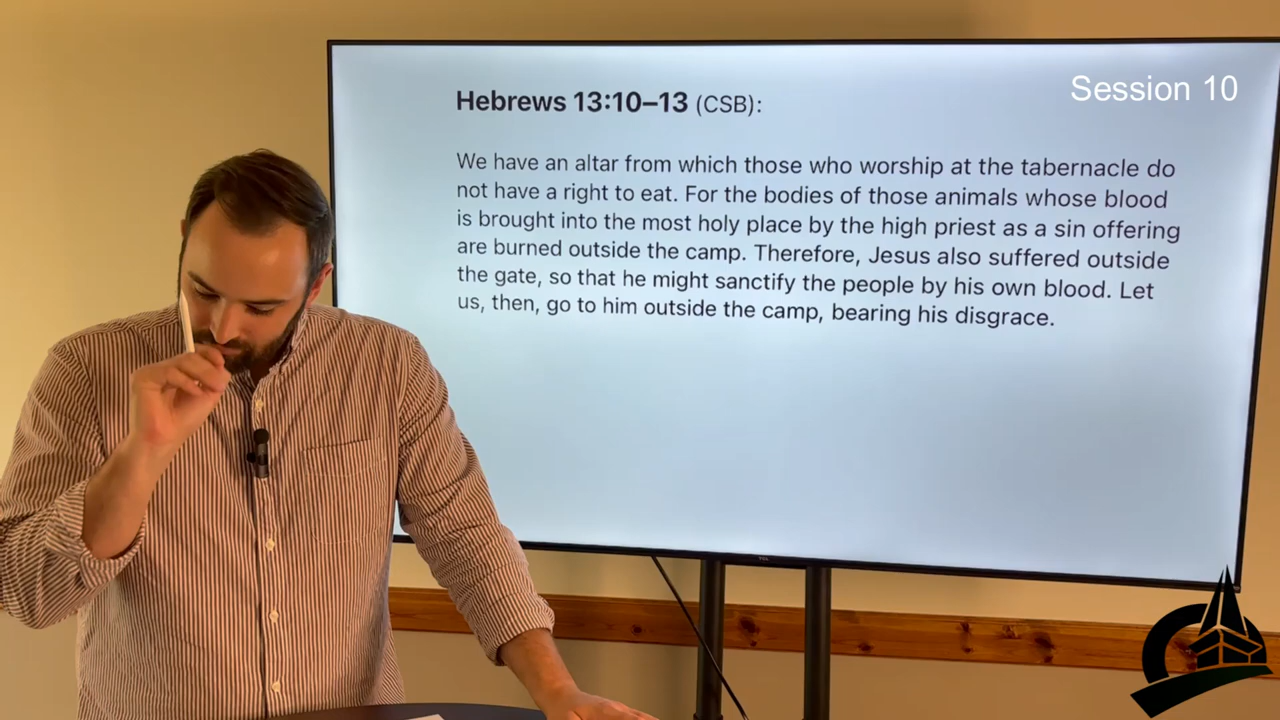 Session 10
Hebrews 13:10–13 (CSB):
We have an altar from which those who worship at the tabernacle do
not have a right to eat. For the bodies of those animals whose blood
is brought into the most holy place by the high priest as a sin offering
are burned outside the camp. Therefore, Jesus also suffered outside
the gate, so that he might sanctify the people by his own blood. Let
us, then, go to him outside the camp, bearing his disgrace.
TCL